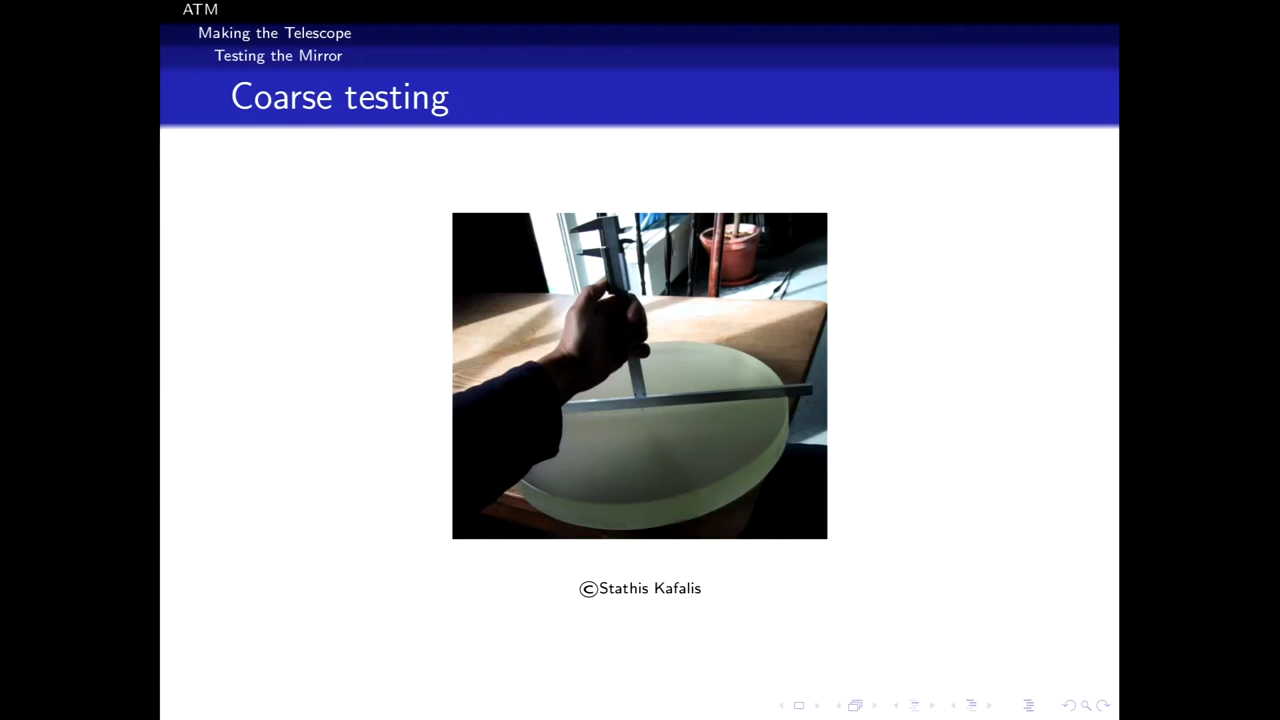 ATM
Making the Telescope
Testing the Mirror
Coarse testing
©Stathis Kafalis